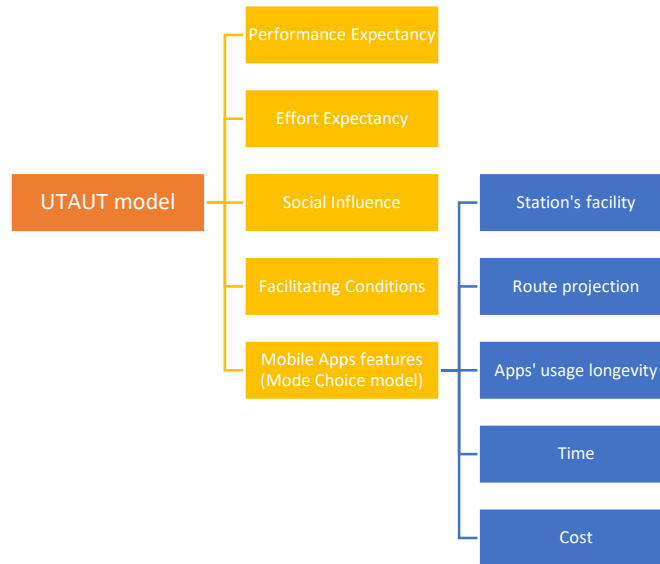 UTAUT model
Performance Expectancy
Effort Expectancy
Social Influence
Facilitating Conditions
Mobile Apps features
(Mode Choice model)
Station's facility
Route projection
Apps' usage longevity
Time
Cost